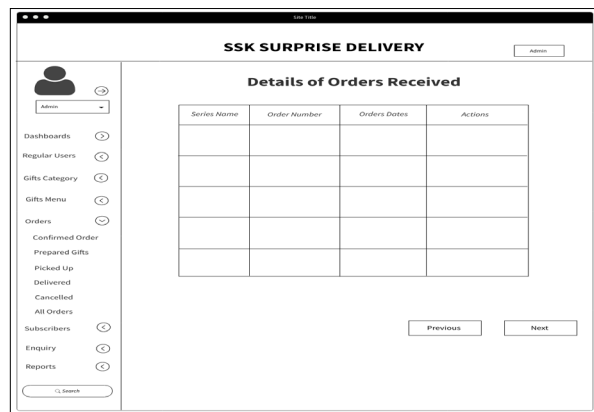 Site Title
SSK SURPRISE DELIVERY
Admin
Admin
Details of Orders Received
Series Name Order Number Orders Dates Actions
Dashboards
Regular Users
Gifts Category
Gifts Menu
Orders
Confirmed Order
Prepared Gifts
Picked Up
Delivered
Cancelled
All Orders
Subscribers
Enquiry
Reports
Search
Previous Next